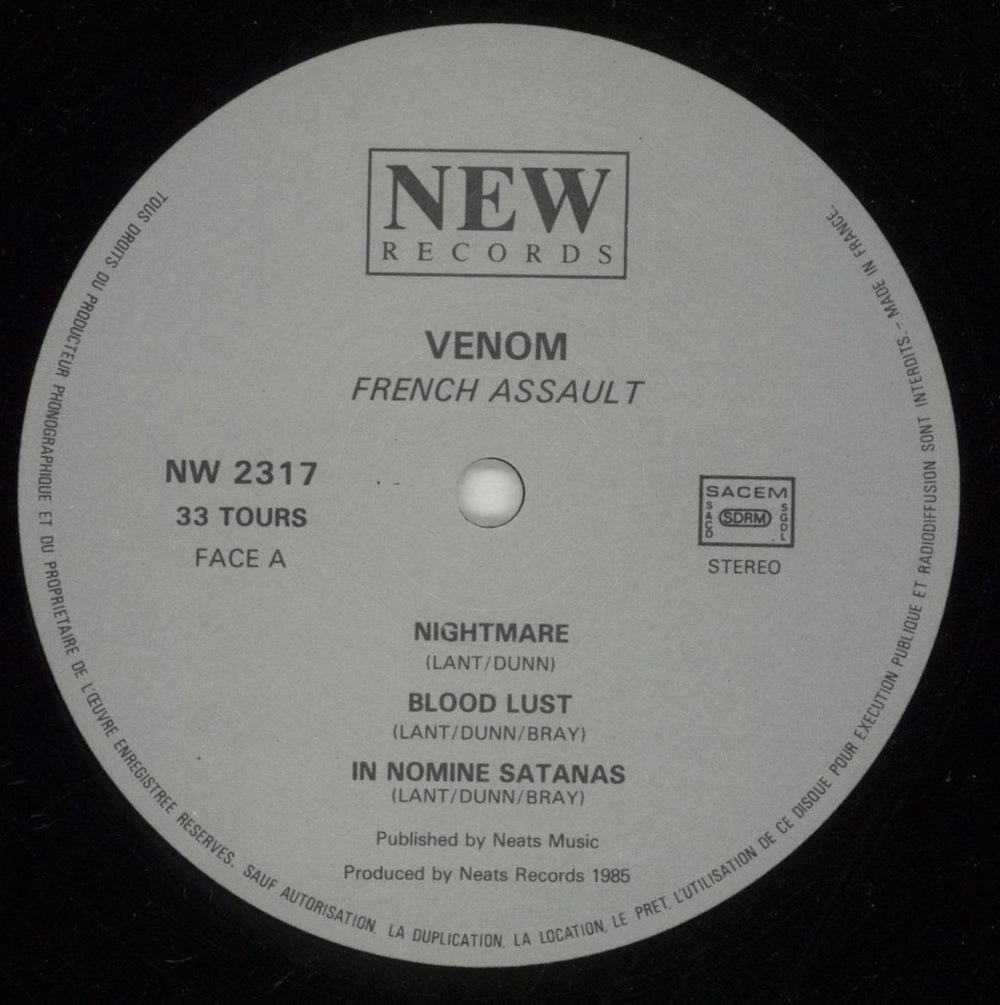 NEW
RECORDS
VENOM
FRENCH ASSAULT
NW 2317
33 TOURS
FACE A
SACEM
SACD
SDRM
SGDL
STEREO
NIGHTMARE
(LANT/DUNN)
BLOOD LUST
(LANT/DUNN/BRAY)
IN NOMINE SATANAS
(LANT/DUNN/BRAY)
Published by Neats Music
Produced by Neats Records 1985
TOUS DROITS DU PRODUCTEUR PHONOGRAPHIQUE ET DU PROPRIETAIRE DE L'ŒUVRE ENREGISTREE RESERVES. SAUF AUTORISATION, LA DUPLICATION, LA LOCATION, LE PRET, L'UTILISATION DE CE DISQUE POUR EXECUTION PUBLIQUE ET RADIODIFFUSION SONT INTERDITS. - MADE IN FRANCE.